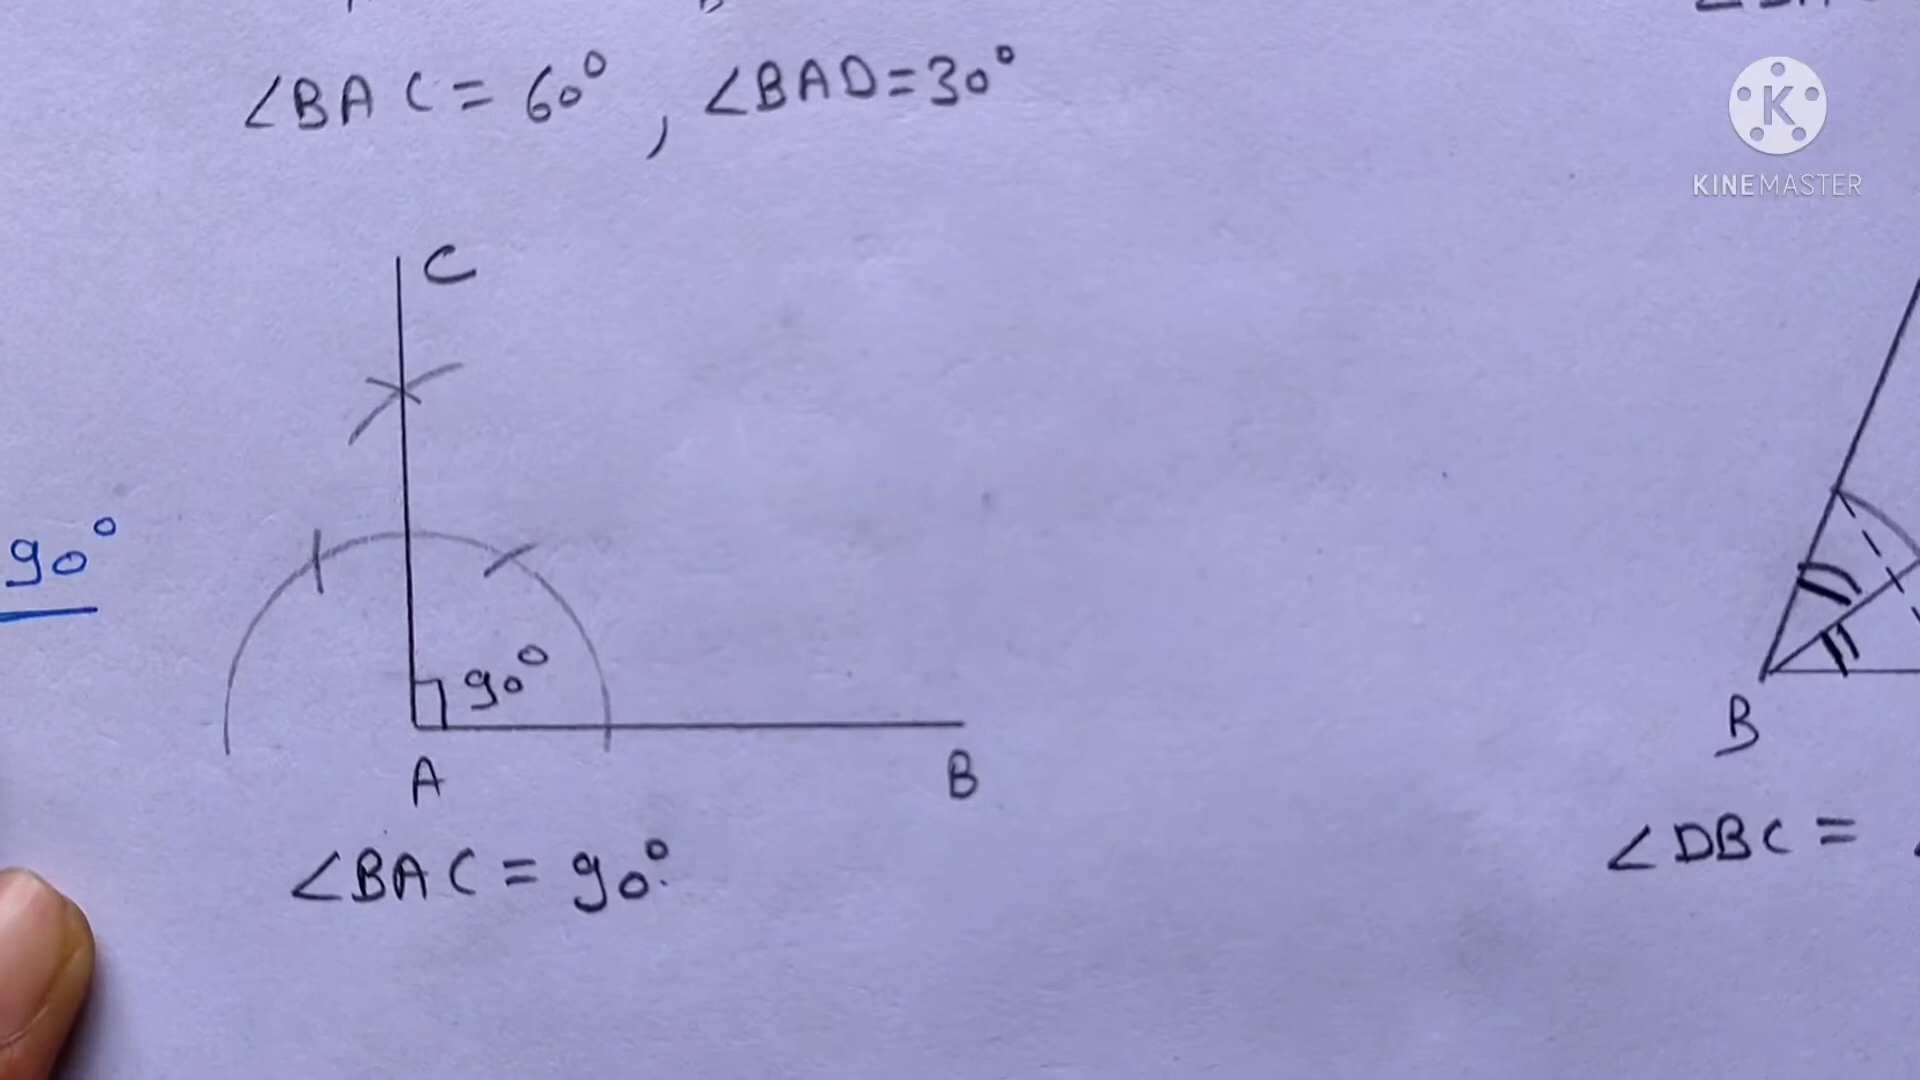 ∠BAC = 60°, ∠BAD = 30°
K
KINEMASTER
C
90°
90°
A
B
∠BAC = 90°.
B
∠DBC =